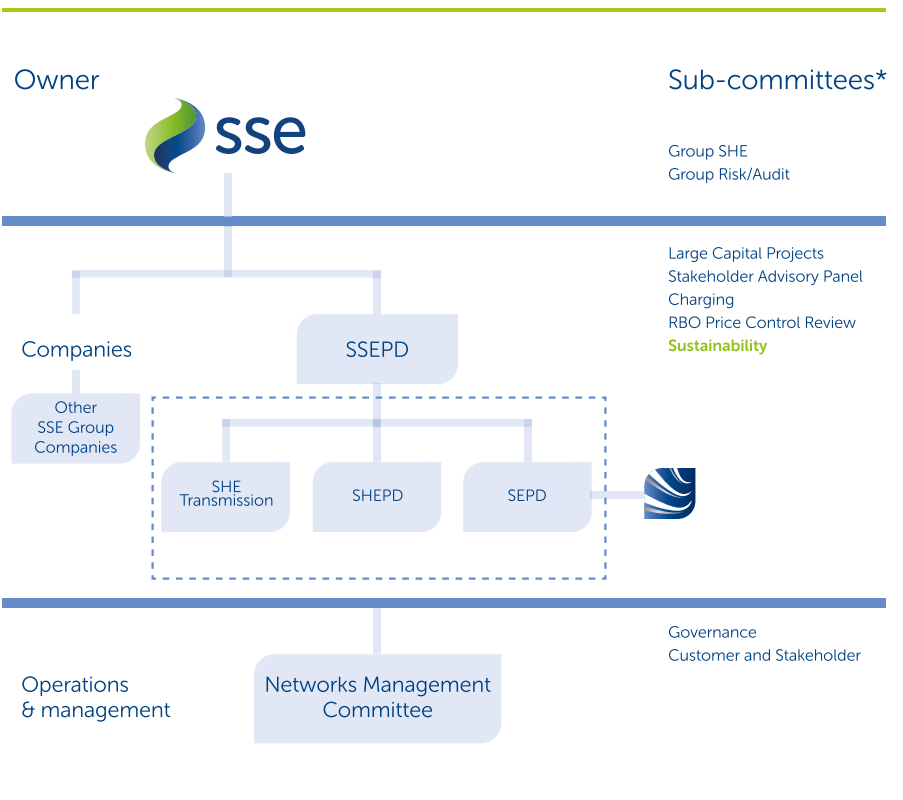 Owner
Sub-committees*
sse
Group SHE
Group Risk/Audit
Large Capital Projects
Stakeholder Advisory Panel
Charging
RBO Price Control Review
Sustainability
Companies
SSEPD
Other
SSE Group
Companies
SHE
Transmission
SHEPD
SEPD
Governance
Customer and Stakeholder
Operations
& management
Networks Management
Committee